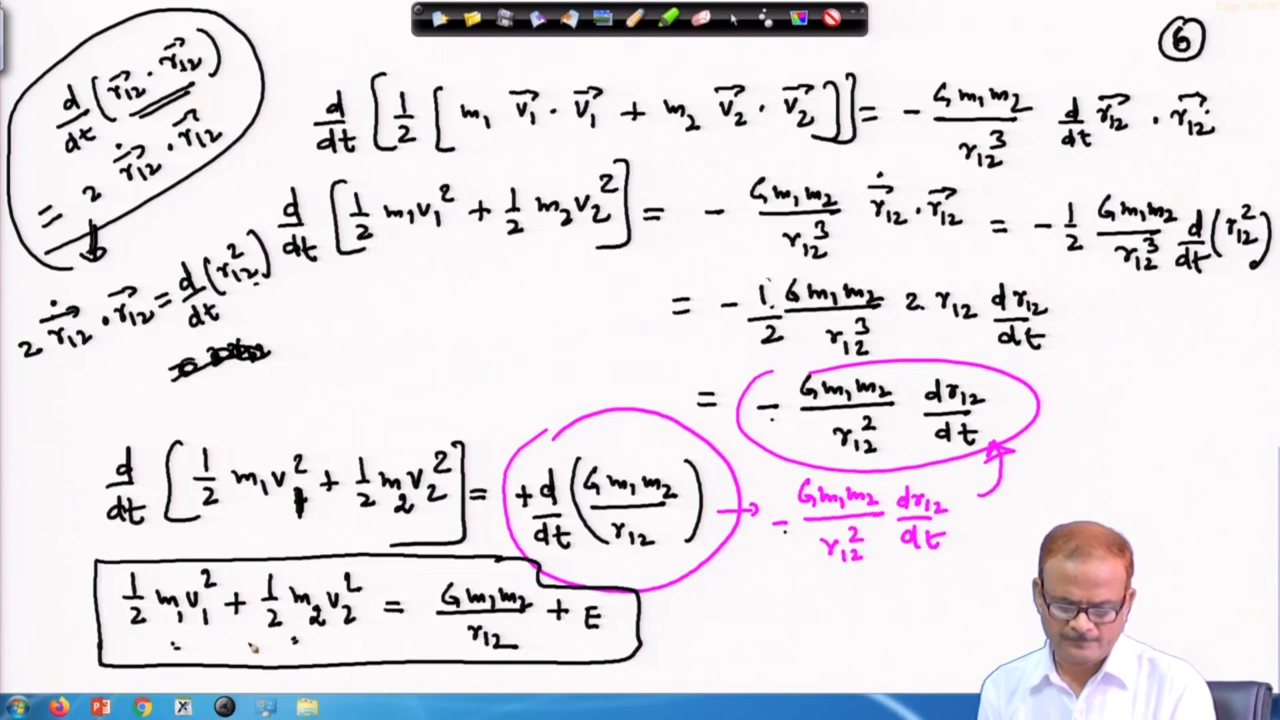 6
d/dt (r⃗12 · r⃗12)
= 2 ṙ⃗12 · r⃗12
2 ṙ⃗12 · r⃗12 = d/dt (r12²)
d/dt [1/2 [m1 v⃗1 · v⃗1 + m2 v⃗2 · v⃗2]] = - Gm1m2/r12³ d/dt r⃗12 · r⃗12
d/dt [1/2 m1v1² + 1/2 m2v2²] = - Gm1m2/r12³ ṙ⃗12 · r⃗12 = - 1/2 Gm1m2/r12³ d/dt (r12²)
= - 1/2 Gm1m2/r12³ 2 r12 dr12/dt
= - Gm1m2/r12² dr12/dt
d/dt [1/2 m1v1² + 1/2 m2v2²] = + d/dt (Gm1m2/r12) → - Gm1m2/r12² dr12/dt
1/2 m1v1² + 1/2 m2v2² = Gm1m2/r12 + E